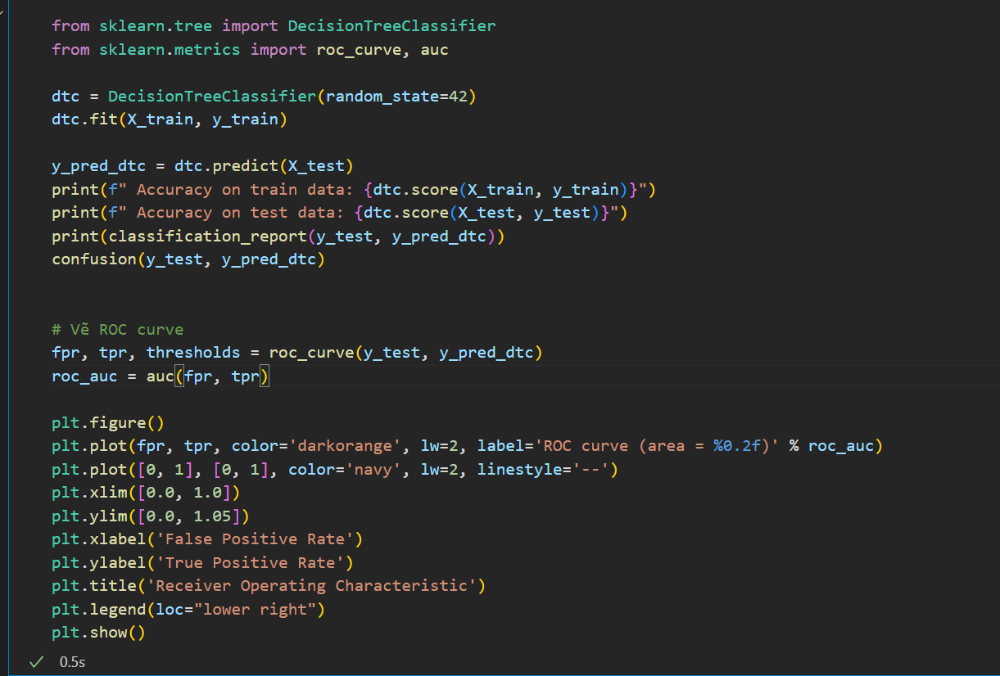 from sklearn.tree import DecisionTreeClassifier
from sklearn.metrics import roc_curve, auc
dtc = DecisionTreeClassifier(random_state=42)
dtc.fit(X_train, y_train)
y_pred_dtc = dtc.predict(X_test)
print(f" Accuracy on train data: {dtc.score(X_train, y_train)}")
print(f" Accuracy on test data: {dtc.score(X_test, y_test)}")
print(classification_report(y_test, y_pred_dtc))
confusion(y_test, y_pred_dtc)
# Vẽ ROC curve
fpr, tpr, thresholds = roc_curve(y_test, y_pred_dtc)
roc_auc = auc(fpr, tpr)
plt.figure()
plt.plot(fpr, tpr, color='darkorange', lw=2, label='ROC curve (area = %0.2f)' % roc_auc)
plt.plot([0, 1], [0, 1], color='navy', lw=2, linestyle='--')
plt.xlim([0.0, 1.0])
plt.ylim([0.0, 1.05])
plt.xlabel('False Positive Rate')
plt.ylabel('True Positive Rate')
plt.title('Receiver Operating Characteristic')
plt.legend(loc="lower right")
plt.show()
0.5s